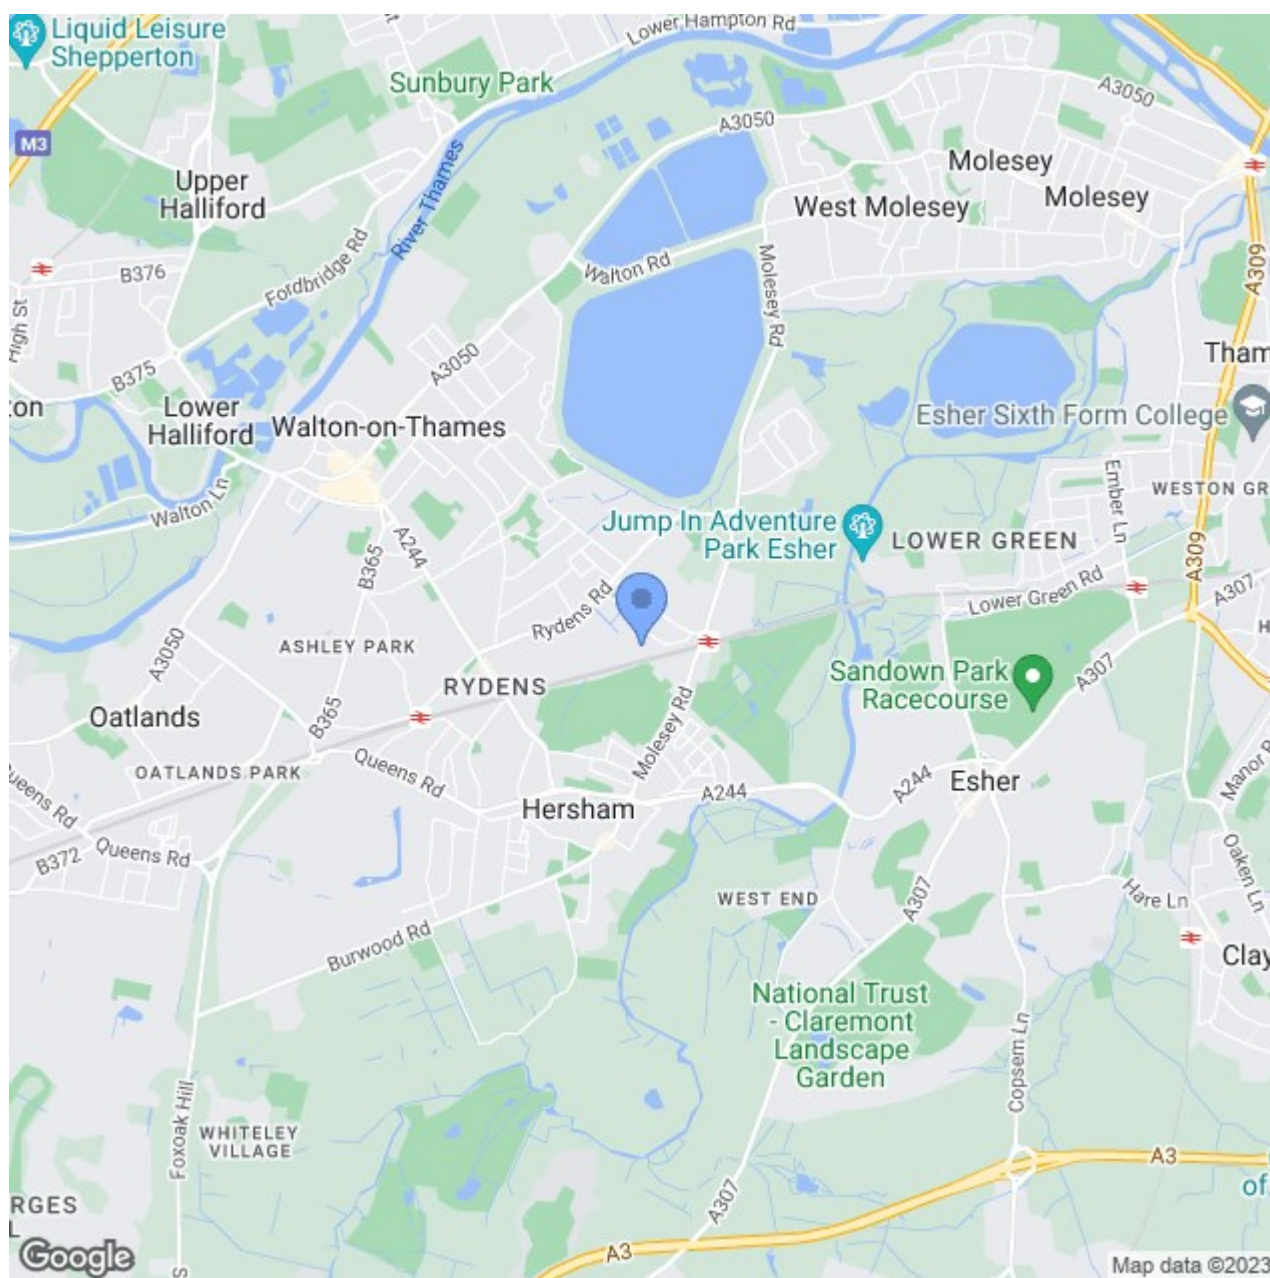 Liquid Leisure
Shepperton
Lower Hampton Rd
Sunbury Park
A3050
A3050
M3
River Thames
Molesey
Upper
Halliford
Molesey
West Molesey
B376
Fordbridge Rd
Walton Rd
Molesey Rd
A309
High St
A3050
Tham
B375
ton
Lower
Halliford
Walton-on-Thames
Esher Sixth Form College
Ember Ln
WESTON GR
Walton Ln
Jump In Adventure
Park Esher
LOWER GREEN
A244
B365
A309
Rydens Rd
Lower Green Rd
A307
H
ASHLEY PARK
A3050
Sandown Park
Racecourse
A307
RYDENS
Oatlands
B365
Molesey Rd
OATLANDS PARK
Queens Rd
Queens Rd
Manor R
Hersham
A244
A244
Esher
B372
Queens Rd
Oaken Ln
WEST END
A307
Hare Ln
Burwood Rd
Clay
National Trust
- Claremont
Landscape
Garden
Copsem Ln
Foxoak Hill
WHITELEY
VILLAGE
A3
of
RGES
L
A307
A3
S
Google
Map data ©2023